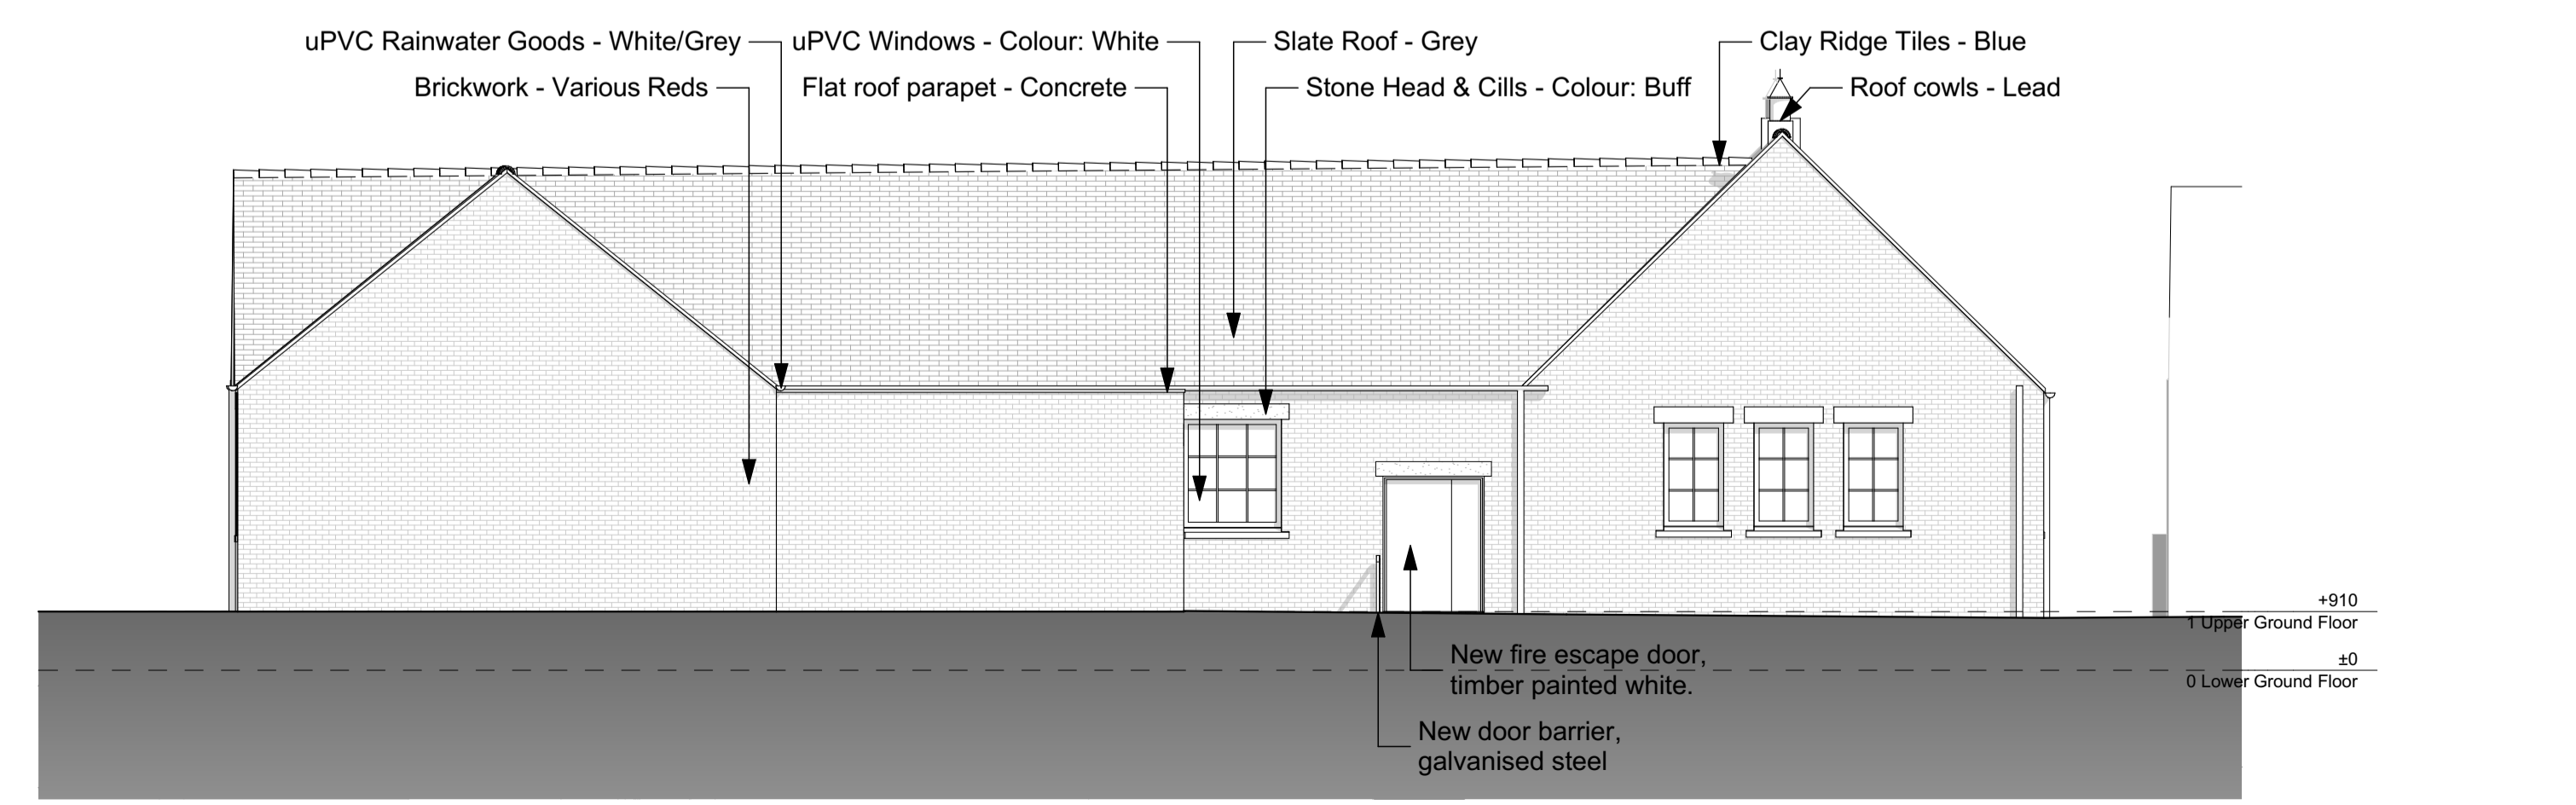 uPVC Rainwater Goods - White/Grey
uPVC Windows - Colour: White
Slate Roof - Grey
Clay Ridge Tiles - Blue
Brickwork - Various Reds
Flat roof parapet - Concrete
Stone Head & Cills - Colour: Buff
Roof cowls - Lead
+910
1 Upper Ground Floor
±0
0 Lower Ground Floor
New fire escape door,
timber painted white.
New door barrier,
galvanised steel